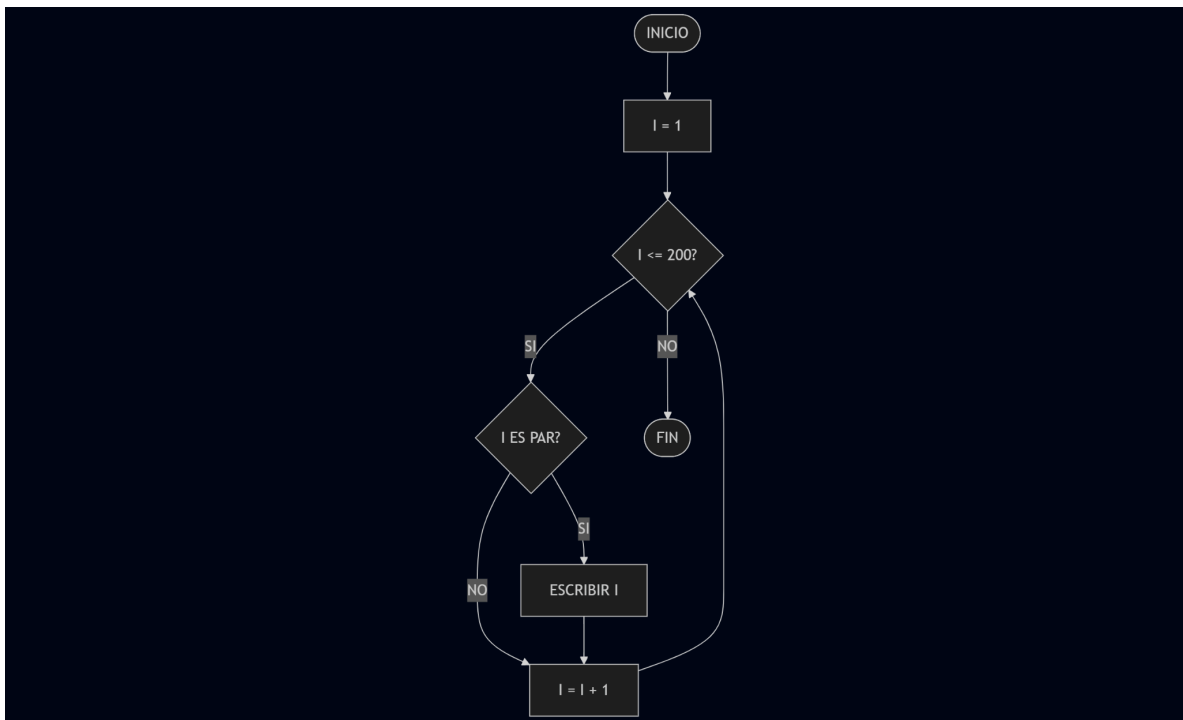 INICIO
I = 1
I <= 200?
SI
NO
I ES PAR?
FIN
SI
NO
ESCRIBIR I
I = I + 1